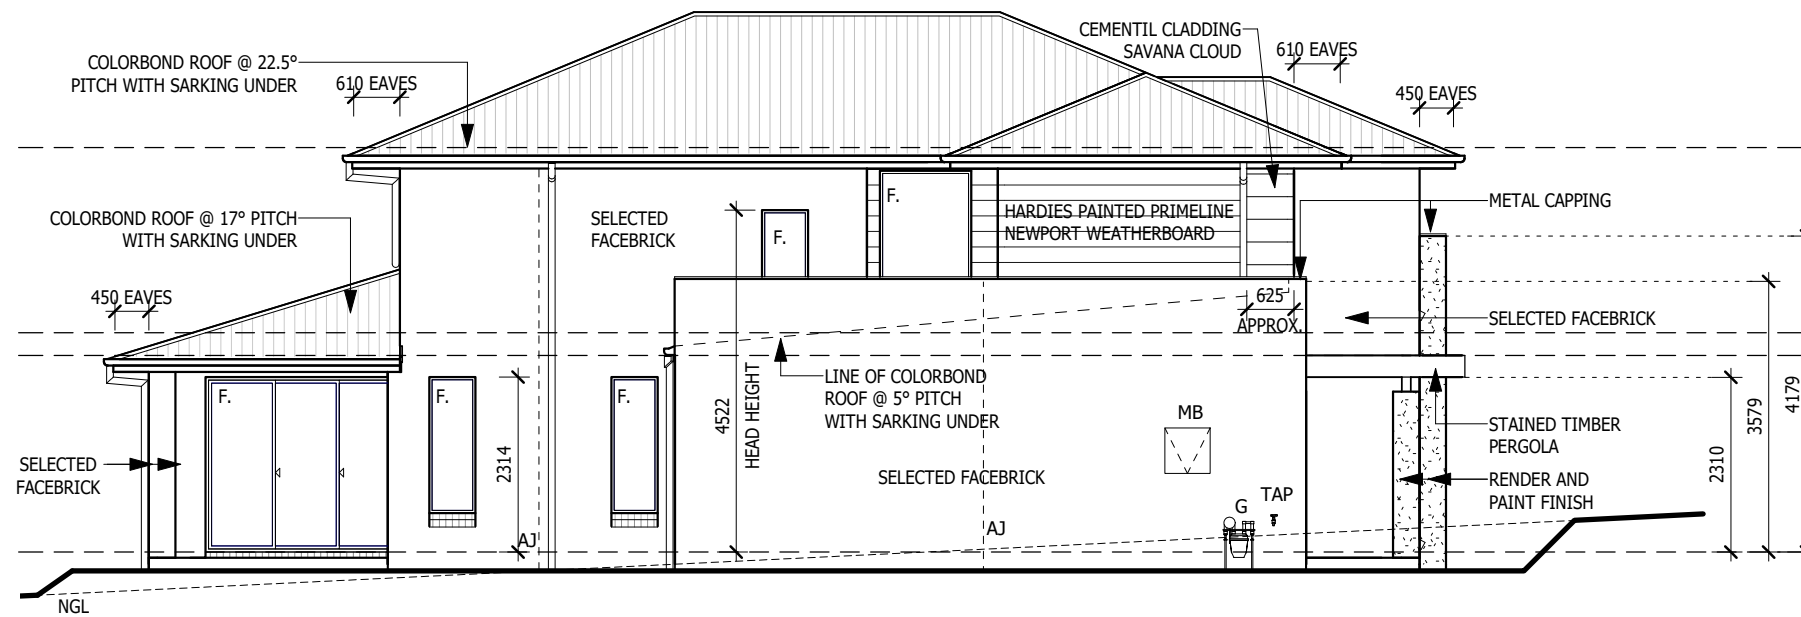 COLORBOND ROOF @ 22.5°
PITCH WITH SARKING UNDER
610 EAVES
CEMENTIL CLADDING
SAVANA CLOUD
610 EAVES
450 EAVES
COLORBOND ROOF @ 17° PITCH
WITH SARKING UNDER
SELECTED
FACEBRICK
F.
F.
HARDIES PAINTED PRIMELINE
NEWPORT WEATHERBOARD
METAL CAPPING
450 EAVES
625
APPROX.
SELECTED FACEBRICK
F.
F.
F.
4522
HEAD HEIGHT
LINE OF COLORBOND
ROOF @ 5° PITCH
WITH SARKING UNDER
MB
STAINED TIMBER
PERGOLA
2314
SELECTED
FACEBRICK
SELECTED FACEBRICK
RENDER AND
PAINT FINISH
2310
3579
4179
G
TAP
AJ
AJ
NGL